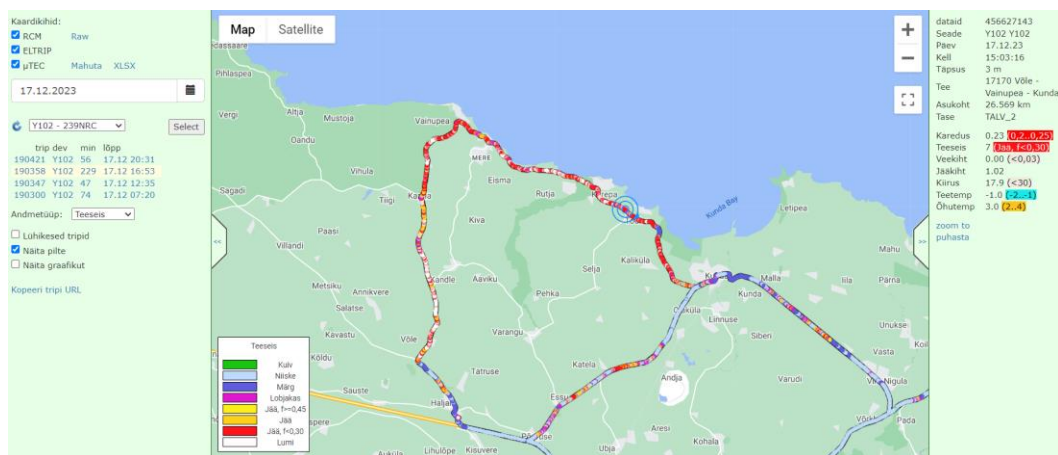 Kaardikihid:
RCM Raw
ELTRIP
µTEC Mahuta XLSX
17.12.2023
Y102 - 239NRC Select
trip dev min lõpp
190421 Y102 56 17.12 20:31
190358 Y102 229 17.12 16:53
190347 Y102 47 17.12 12:35
190300 Y102 74 17.12 07:20
Andmetüüp: Teeseis
Lühikesed tripid
Näita pilte
Näita graafikut
Kopeeri tripi URL
<<
Map Satellite
Pihlaspea
Vergi
Altja
Mustoja
Vainupea
Oandu
MERE
Eisma
Vihula
Rutja
Sagadi
Tiigi
Kunda Bay
Letipea
Kiva
Paasi
Villandi
Mahu
Selja
Kaliküla
Malla
Iila
Pärna
Metsiku
Annikvere
Aaviku
Pehka
Kunda
Salatse
Linnuse
Siberi
Unukse
Kavastu
Võle
Varangu
Vasta
Köldu
Tatruse
Katela
Varudi
Sauste
Essu
Andja
Pada
Aresi
Kohala
Auküla
Lihulõpe
Kisuvere
Ubja
Teeseis
Kuiv
Niiske
Märg
Lobjakas
Jää, f>=0,45
Jää
Jää, f<0,30
Lumi
+
−
>>
dataid 456627143
Seade Y102 Y102
Päev 17.12.23
Kell 15:03:16
Täpsus 3 m
Tee 17170 Võle - Vainupea - Kunda
Asukoht 26.569 km
Tase TALV_2
Karedus 0.23 (0,2..0,25)
Teeseis 7 (Jää, f<0,30)
Veekiht 0.00 (<0,03)
Jääkiht 1.02
Kiirus 17.9 (<30)
Teetemp -1.0 (-2..-1)
Õhutemp 3.0 (2..4)
zoom to
puhasta